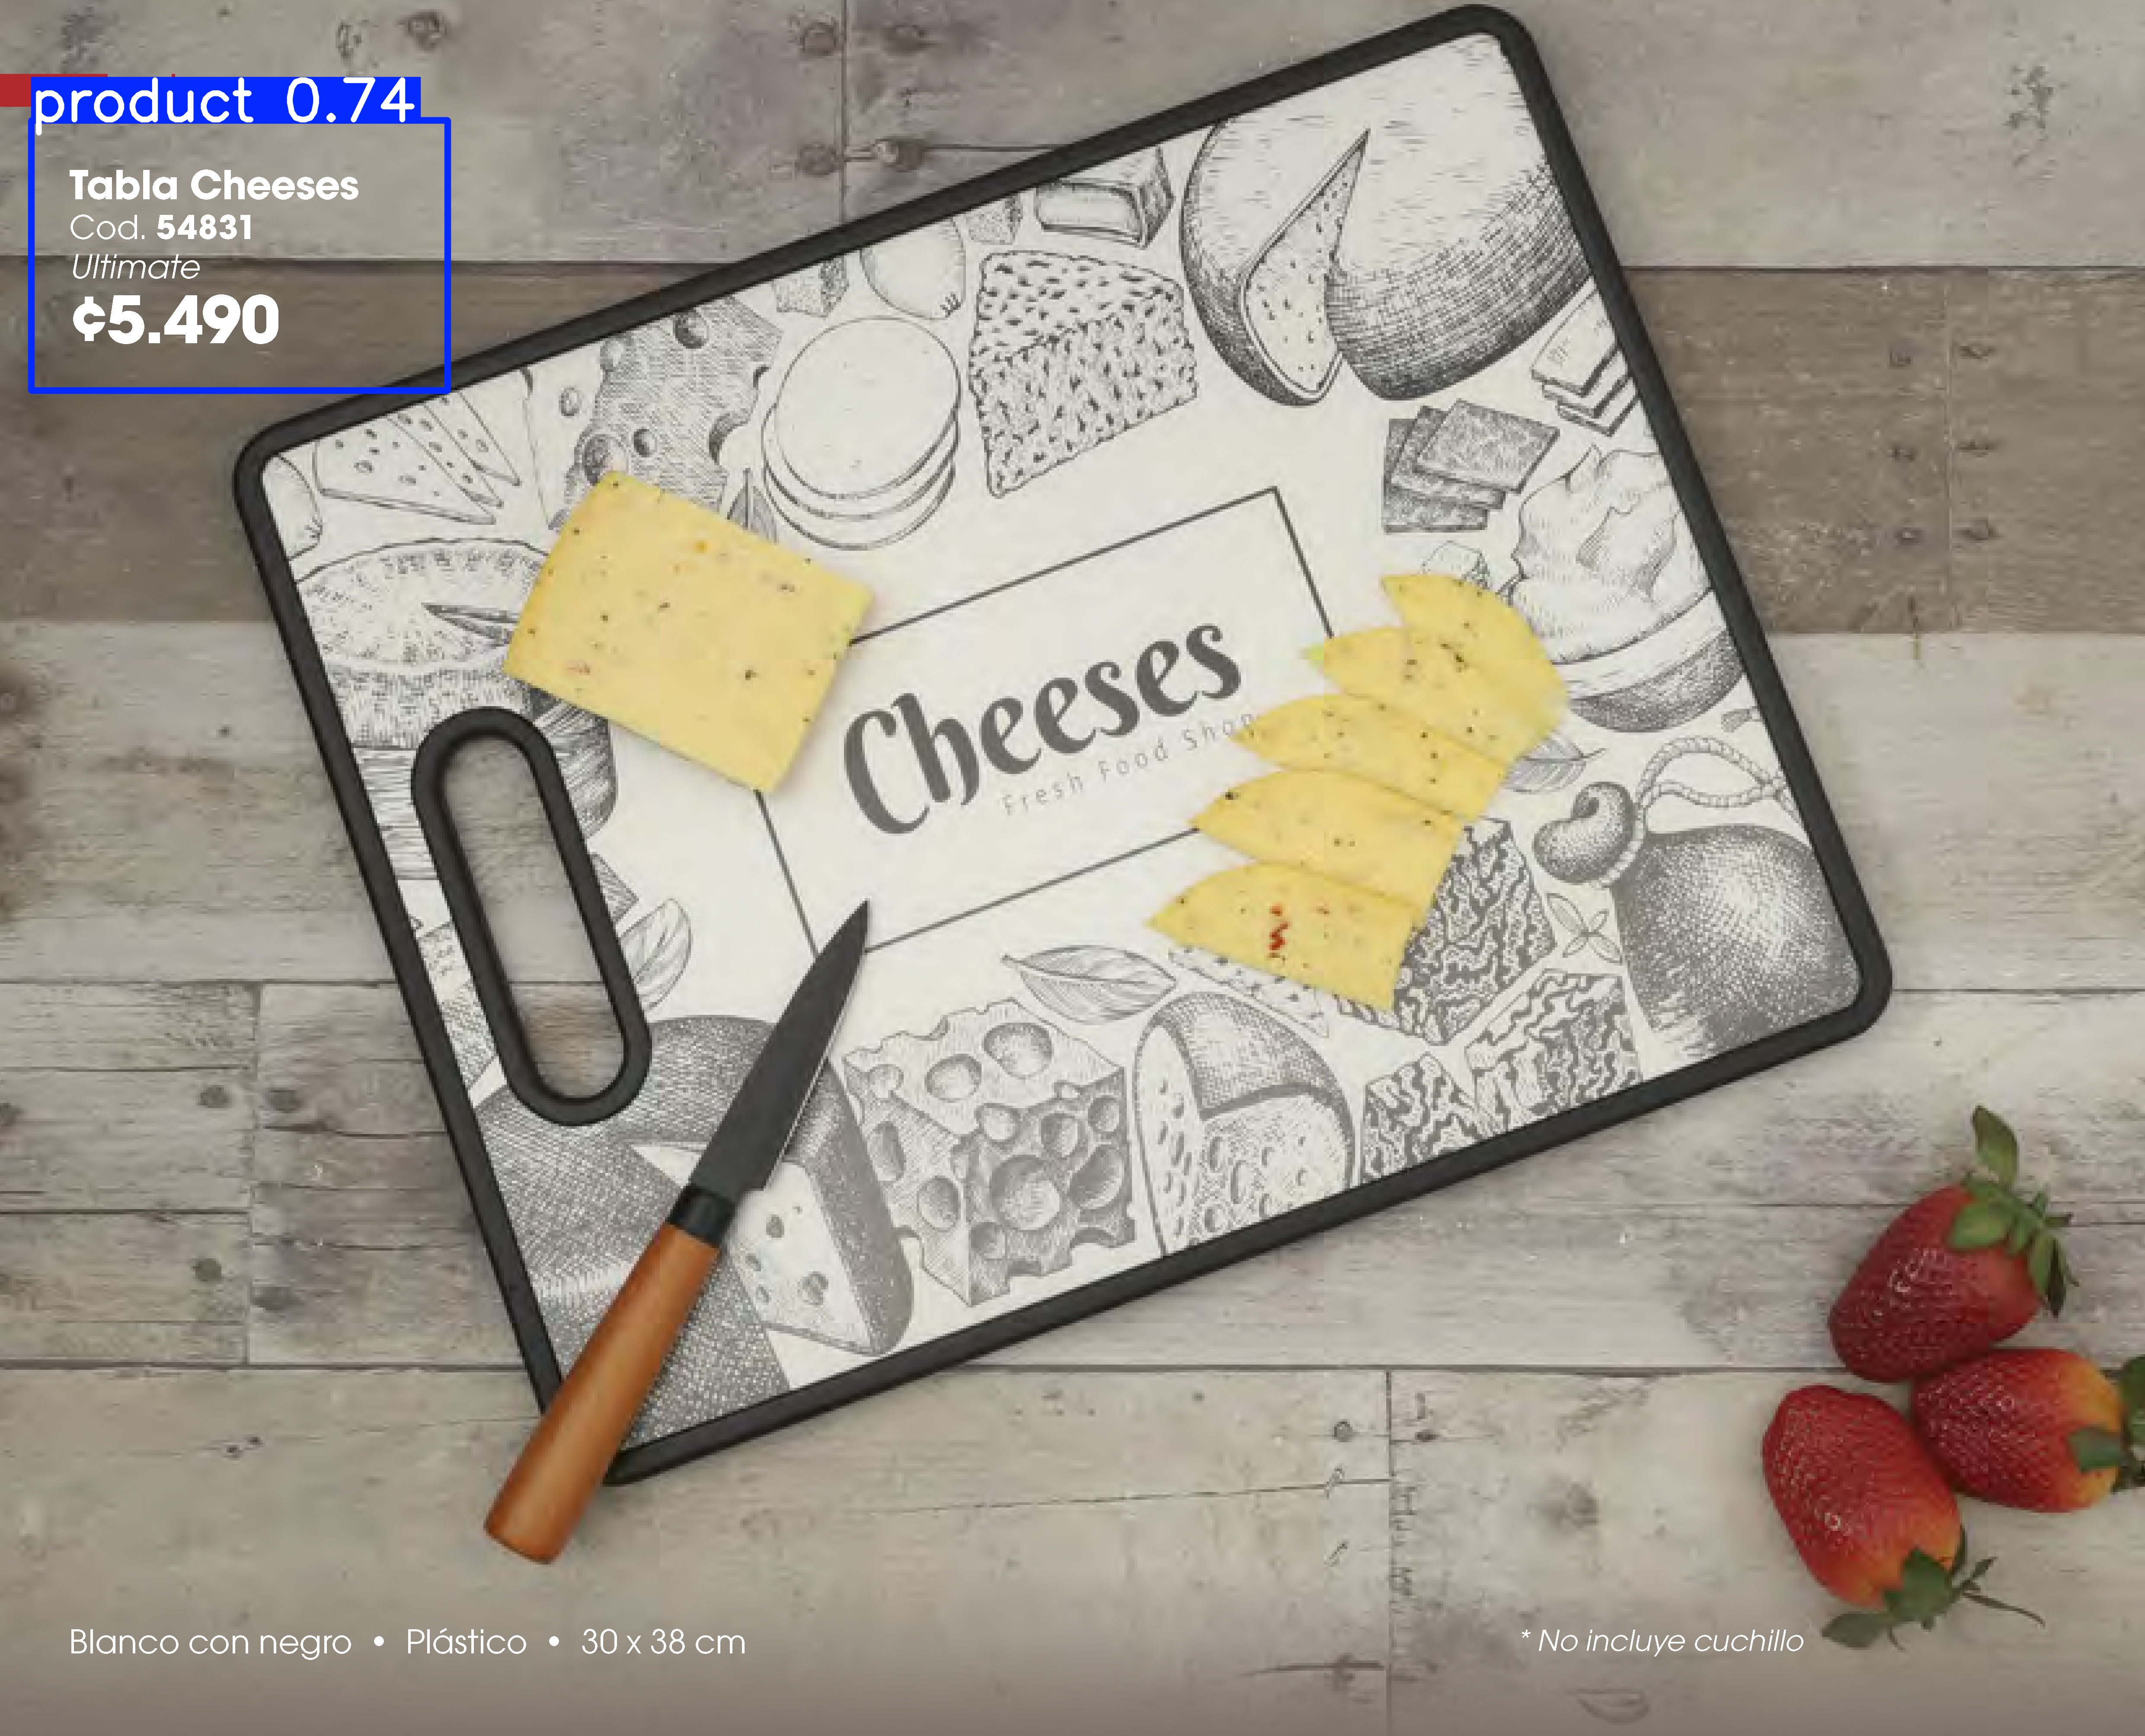 product 0.74
Tabla Cheeses
Cod. 54831
Ultimate
₡5.490
Cheeses
Fresh Food Shop
Blanco con negro • Plástico • 30 x 38 cm
* No incluye cuchillo